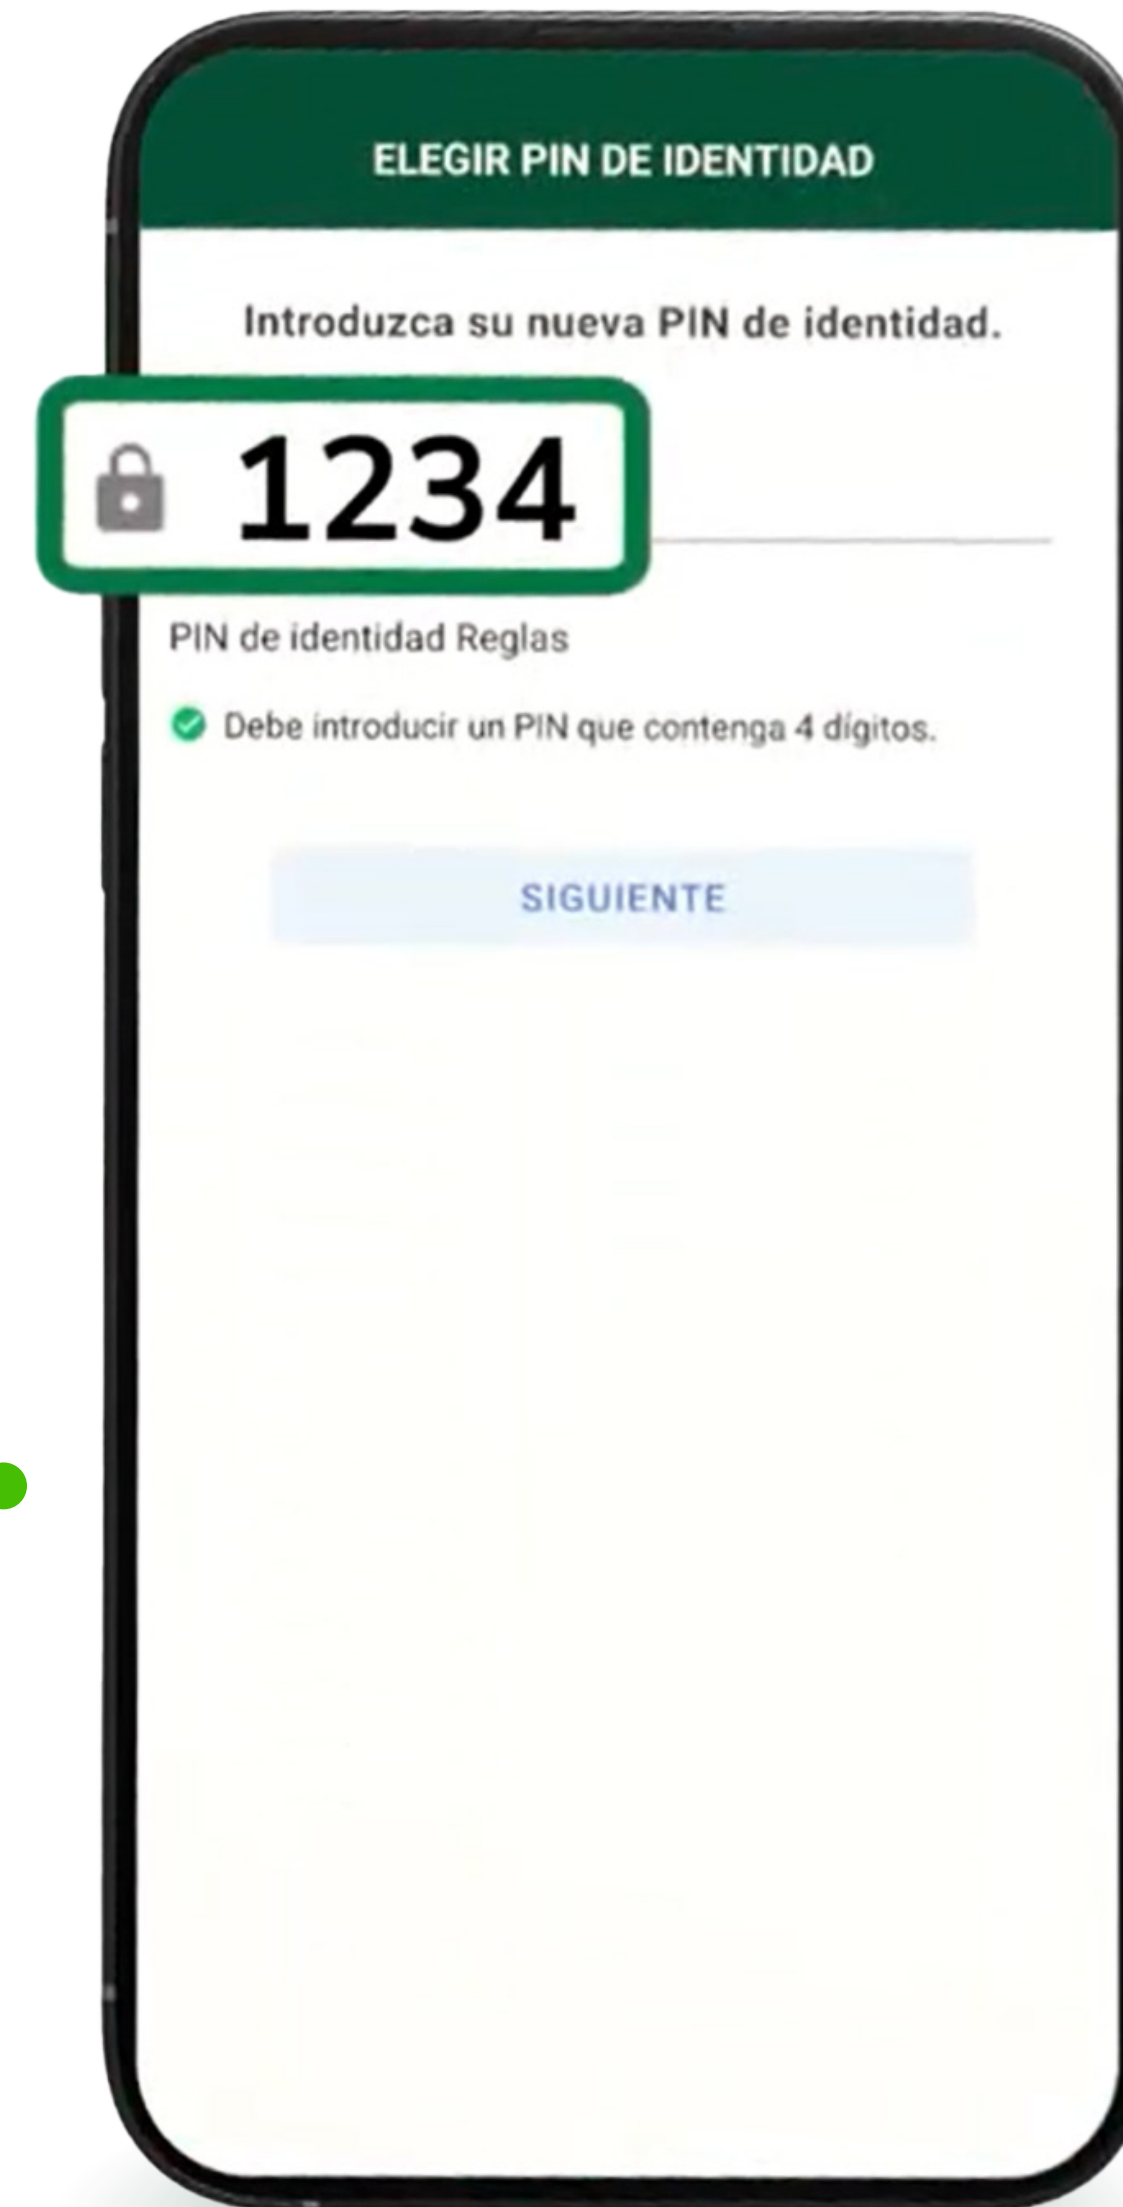 ELEGIR PIN DE IDENTIDAD
Introduzca su nueva PIN de identidad.
1234
PIN de identidad Reglas
Debe introducir un PIN que contenga 4 dígitos.
SIGUIENTE